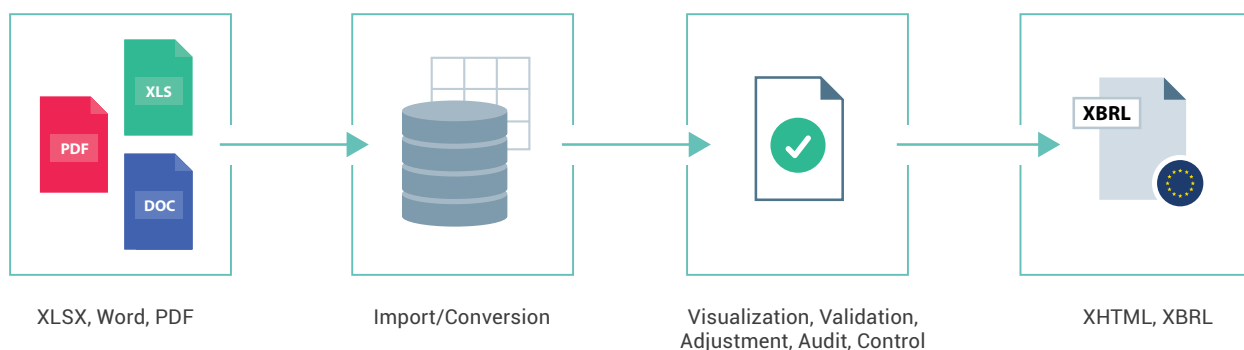 XLS
PDF
DOC
XBRL
XLSX, Word, PDF
Import/Conversion
Visualization, Validation,
Adjustment, Audit, Control
XHTML, XBRL